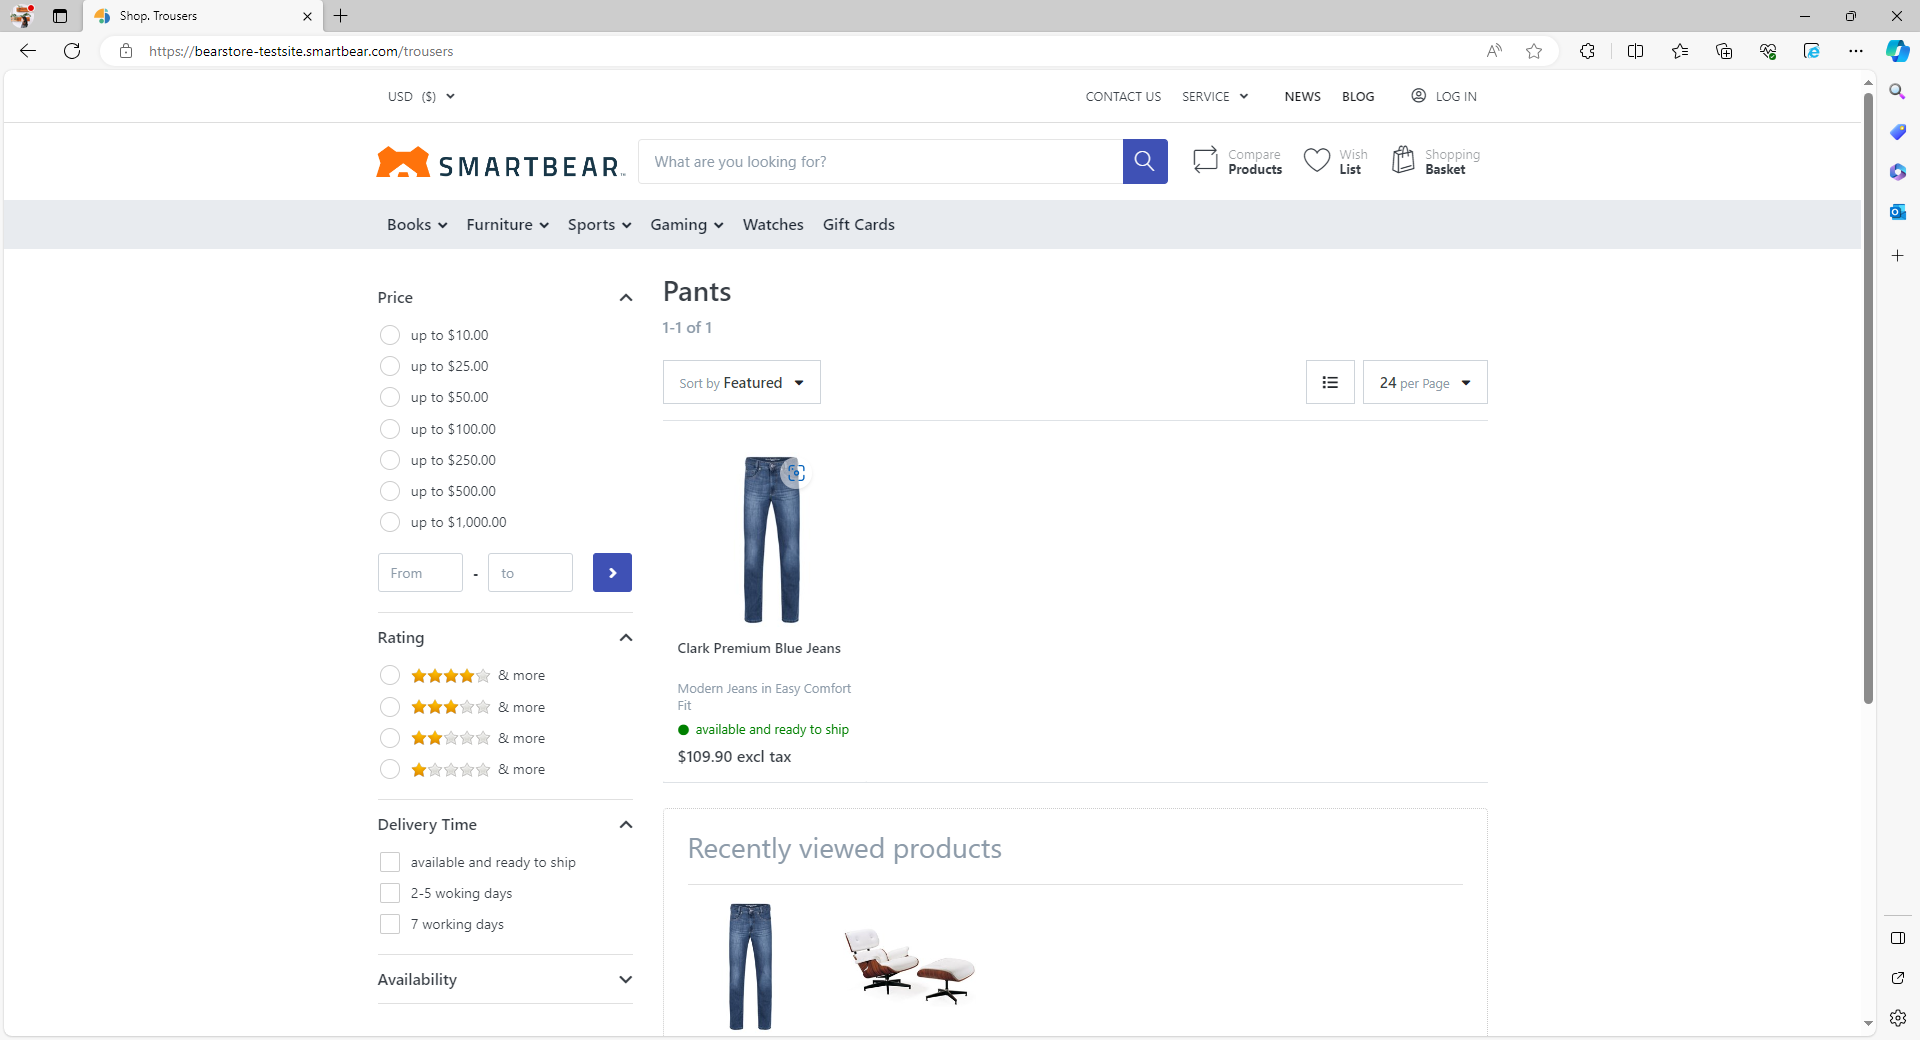 Shop. Trousers
https://bearstore-testsite.smartbear.com/trousers
USD ($)
CONTACT US SERVICE NEWS BLOG LOG IN
SMARTBEAR™
What are you looking for?
Compare
Products
Wish
List
Shopping
Basket
Books Furniture Sports Gaming Watches Gift Cards
Price
up to $10.00
up to $25.00
up to $50.00
up to $100.00
up to $250.00
up to $500.00
up to $1,000.00
From - to
Rating
& more
& more
& more
& more
Delivery Time
available and ready to ship
2-5 woking days
7 working days
Availability
Pants
1-1 of 1
Sort by Featured
24 per Page
Clark Premium Blue Jeans
Modern Jeans in Easy Comfort
Fit
available and ready to ship
$109.90 excl tax
Recently viewed products